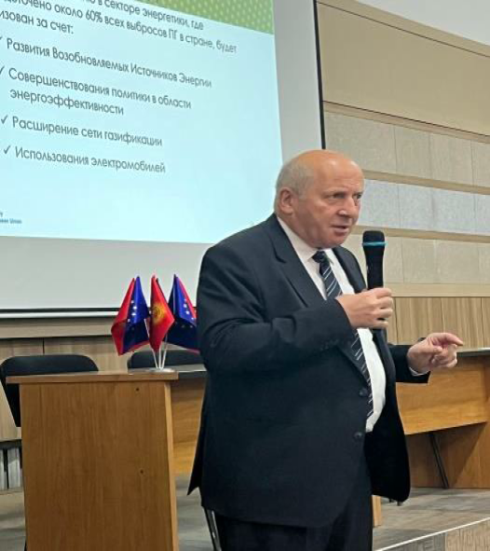 в секторе энергетики, где
около 60% всех выбросов ПГ в стране, будет
изован за счет:
✓ Развития Возобновляемых Источников Энергии
✓ Совершенствования политики в области
энергоэффективности
✓ Расширение сети газификации
✓ Использования электромобилей